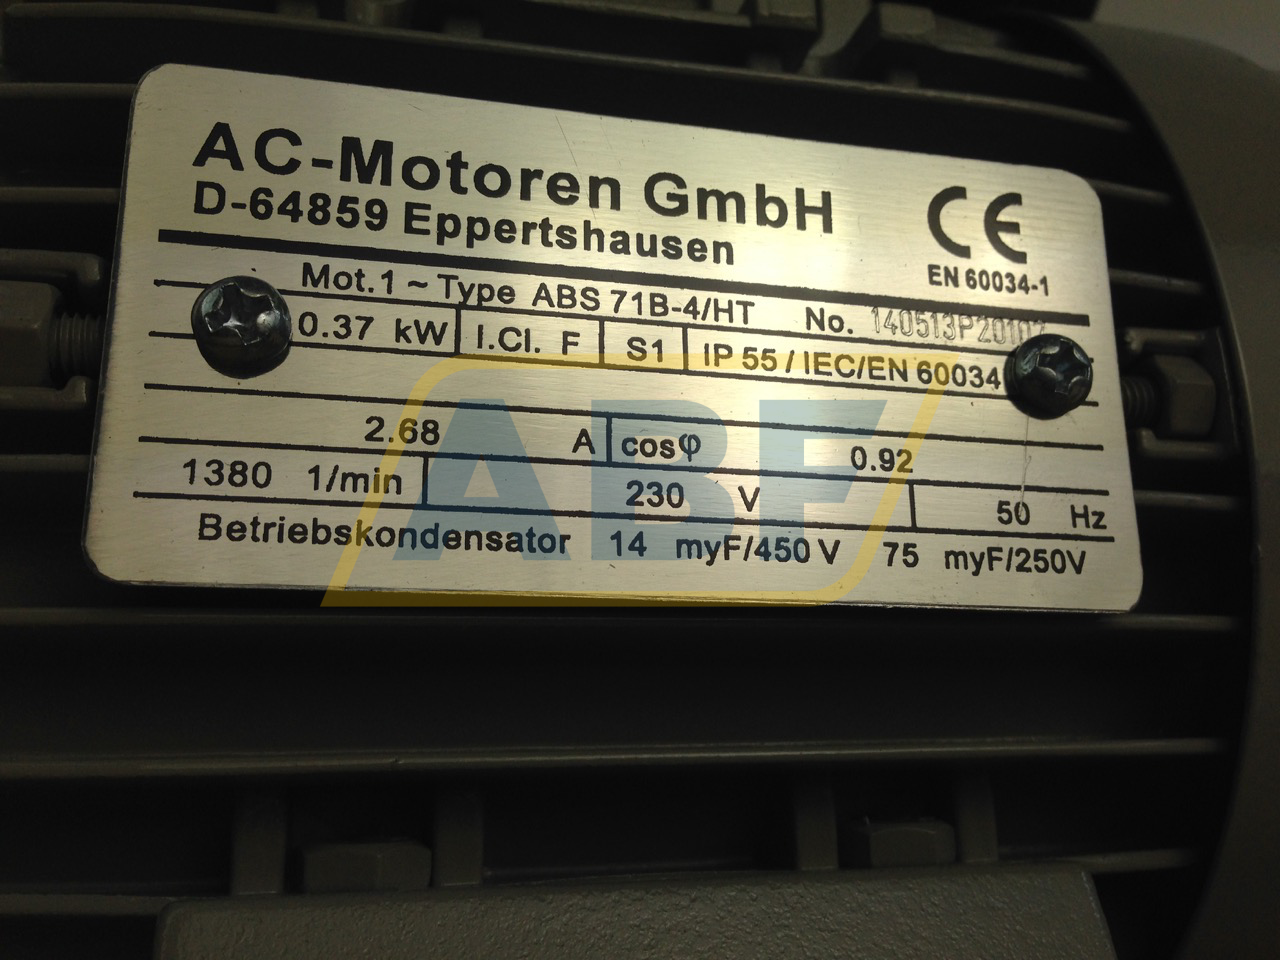 AC-Motoren GmbH
D-64859 Eppertshausen
CE
EN 60034-1
Mot.1 ~ Type ABS 71B-4/HT No.
0.37 kW I.Cl. F S1 IP 55 / IEC/EN 60034
2.68 A cosφ 0.92
1380 1/min 230 V 50 Hz
Betriebskondensator 14 myF/450 V 75 myF/250V
ABF